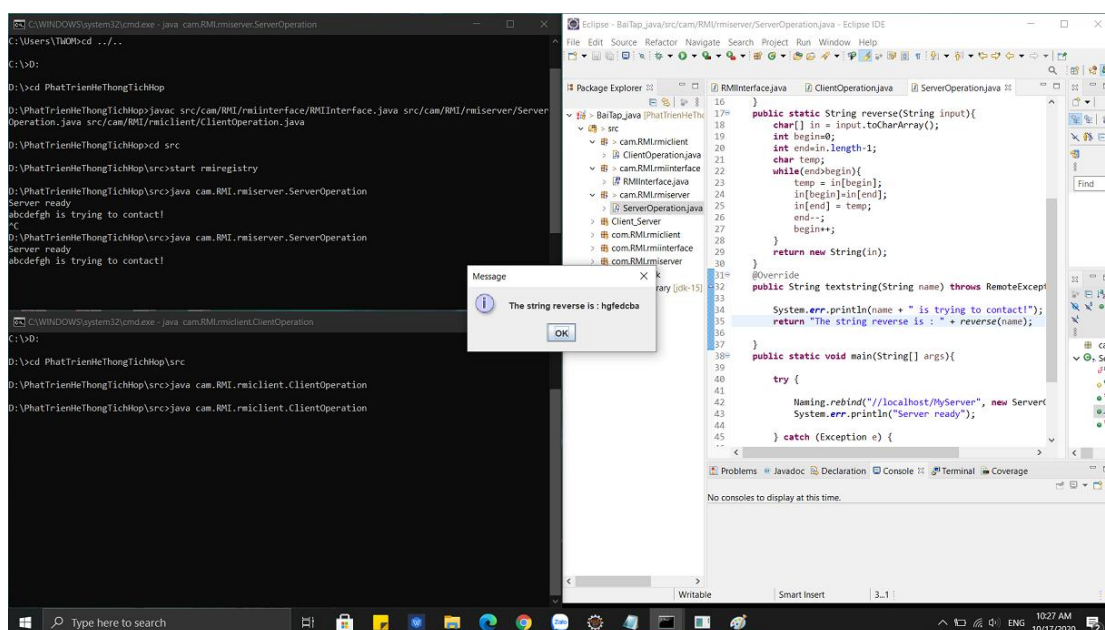 C:\WINDOWS\system32\cmd.exe - java cam.RMI.rmiserver.ServerOperation
C:\Users\TWOM>cd ../..
C:\>D:
D:\>cd PhatTrienHeThongTichHop
D:\PhatTrienHeThongTichHop>javac src/cam/RMI/rmiinterface/RMIInterface.java src/cam/RMI/rmiserver/Server
Operation.java src/cam/RMI/rmiclient/ClientOperation.java
D:\PhatTrienHeThongTichHop>cd src
D:\PhatTrienHeThongTichHop\src>start rmiregistry
D:\PhatTrienHeThongTichHop\src>java cam.RMI.rmiserver.ServerOperation
Server ready
abcdefgh is trying to contact!
^C
D:\PhatTrienHeThongTichHop\src>java cam.RMI.rmiserver.ServerOperation
Server ready
abcdefgh is trying to contact!
C:\WINDOWS\system32\cmd.exe - java cam.RMI.rmiclient.ClientOperation
C:\>D:
D:\>cd PhatTrienHeThongTichHop\src
D:\PhatTrienHeThongTichHop\src>java cam.RMI.rmiclient.ClientOperation
D:\PhatTrienHeThongTichHop\src>java cam.RMI.rmiclient.ClientOperation
Message
The string reverse is : hgfedcba
OK
Eclipse - BaiTap_java/src/cam/RMI/rmiserver/ServerOperation.java - Eclipse IDE
File Edit Source Refactor Navigate Search Project Run Window Help
Package Explorer
> BaiTap_java [PhatTrienHeTho
> src
> cam.RMI.rmiclient
> ClientOperation.java
> cam.RMI.rmiinterface
> RMIInterface.java
> cam.RMI.rmiserver
> ServerOperation.java
> Client_Server
> com.RMI.rmiclient
> com.RMI.rmiinterface
> com.RMI.rmiserver
rary [jdk-15]
RMIInterface.java ClientOperation.java ServerOperation.java
16 }
17 public static String reverse(String input){
18 char[] in = input.toCharArray();
19 int begin=0;
20 int end=in.length-1;
21 char temp;
22 while(end>begin){
23 temp = in[begin];
24 in[begin]=in[end];
25 in[end] = temp;
26 end--;
27 begin++;
28 }
29 return new String(in);
30 }
31 @Override
32 public String textstring(String name) throws RemoteExcept
33
34 System.err.println(name + " is trying to contact!");
35 return "The string reverse is : " + reverse(name);
36
37 }
38 public static void main(String[] args){
39
40 try {
41
42 Naming.rebind("//localhost/MyServer", new Server
43 System.err.println("Server ready");
44
45 } catch (Exception e) {
Find
Problems Javadoc Declaration Console Terminal Coverage
No consoles to display at this time.
Writable Smart Insert
Type here to search
Zalo
ENG
10:27 AM
10/17/2020